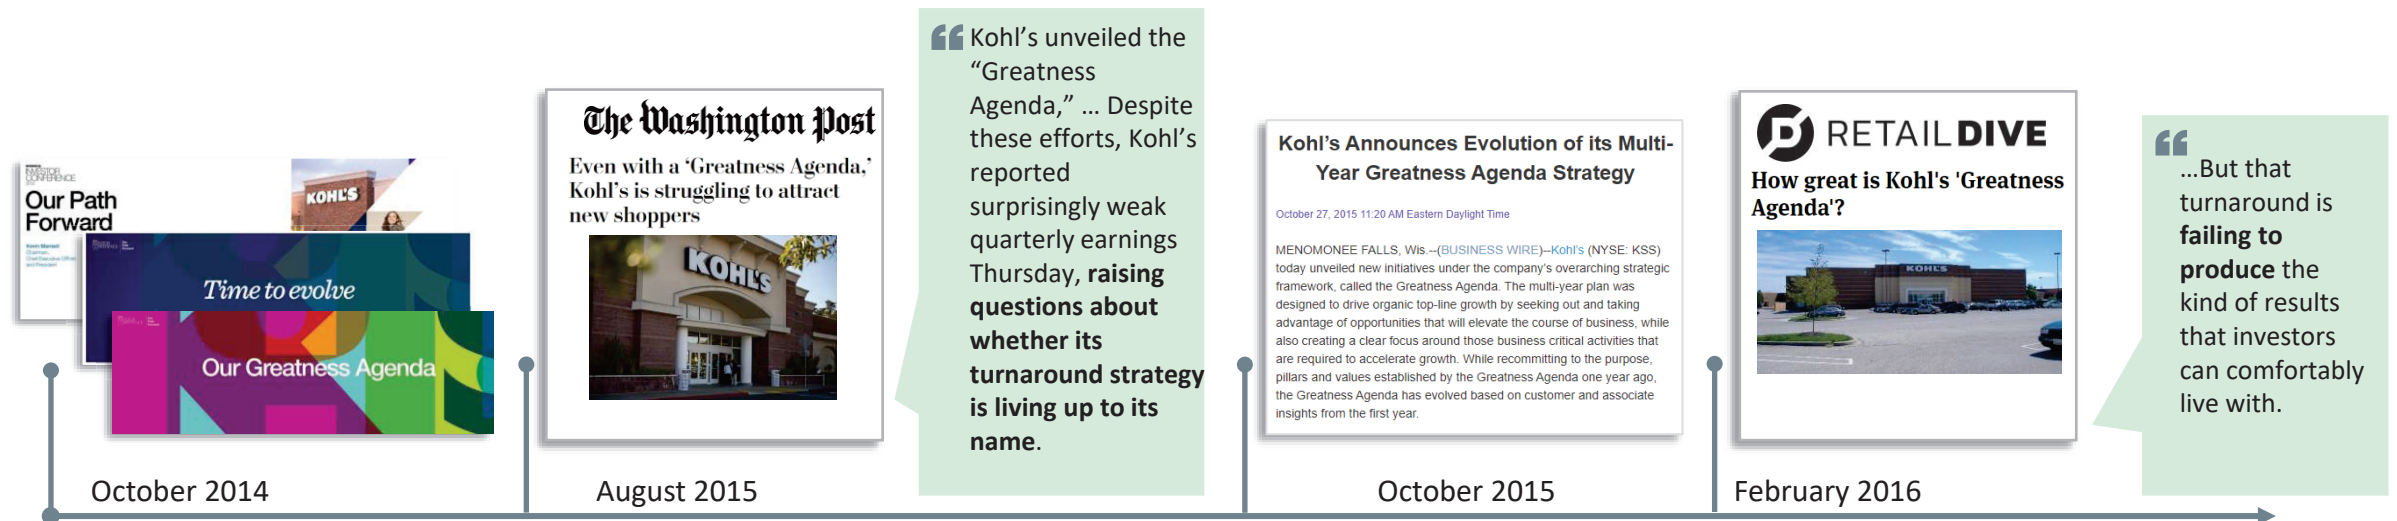 INVESTOR
CONFERENCE
Our Path
Forward
Kevin Mansell
Chairman,
Chief Executive Officer
and President
KOHL'S
Time to evolve
Our Greatness Agenda
October 2014
The Washington Post
Even with a ‘Greatness Agenda,’
Kohl’s is struggling to attract
new shoppers
KOHL'S
August 2015
“ Kohl’s unveiled the
“Greatness
Agenda,” … Despite
these efforts, Kohl’s
reported
surprisingly weak
quarterly earnings
Thursday, raising
questions about
whether its
turnaround strategy
is living up to its
name.
Kohl’s Announces Evolution of its Multi-
Year Greatness Agenda Strategy
October 27, 2015 11:20 AM Eastern Daylight Time
MENOMONEE FALLS, Wis.--(BUSINESS WIRE)--Kohl's (NYSE: KSS)
today unveiled new initiatives under the company’s overarching strategic
framework, called the Greatness Agenda. The multi-year plan was
designed to drive organic top-line growth by seeking out and taking
advantage of opportunities that will elevate the course of business, while
also creating a clear focus around those business critical activities that
are required to accelerate growth. While recommitting to the purpose,
pillars and values established by the Greatness Agenda one year ago,
the Greatness Agenda has evolved based on customer and associate
insights from the first year.
October 2015
RETAIL DIVE
How great is Kohl's 'Greatness
Agenda'?
KOHL'S
February 2016
“
…But that
turnaround is
failing to
produce the
kind of results
that investors
can comfortably
live with.